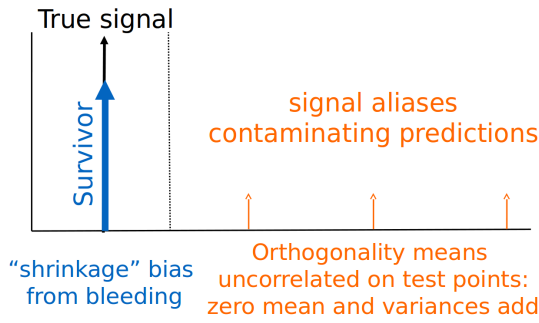 True signal
Survivor
signal aliases
contaminating predictions
“shrinkage” bias
from bleeding
Orthogonality means
uncorrelated on test points:
zero mean and variances add